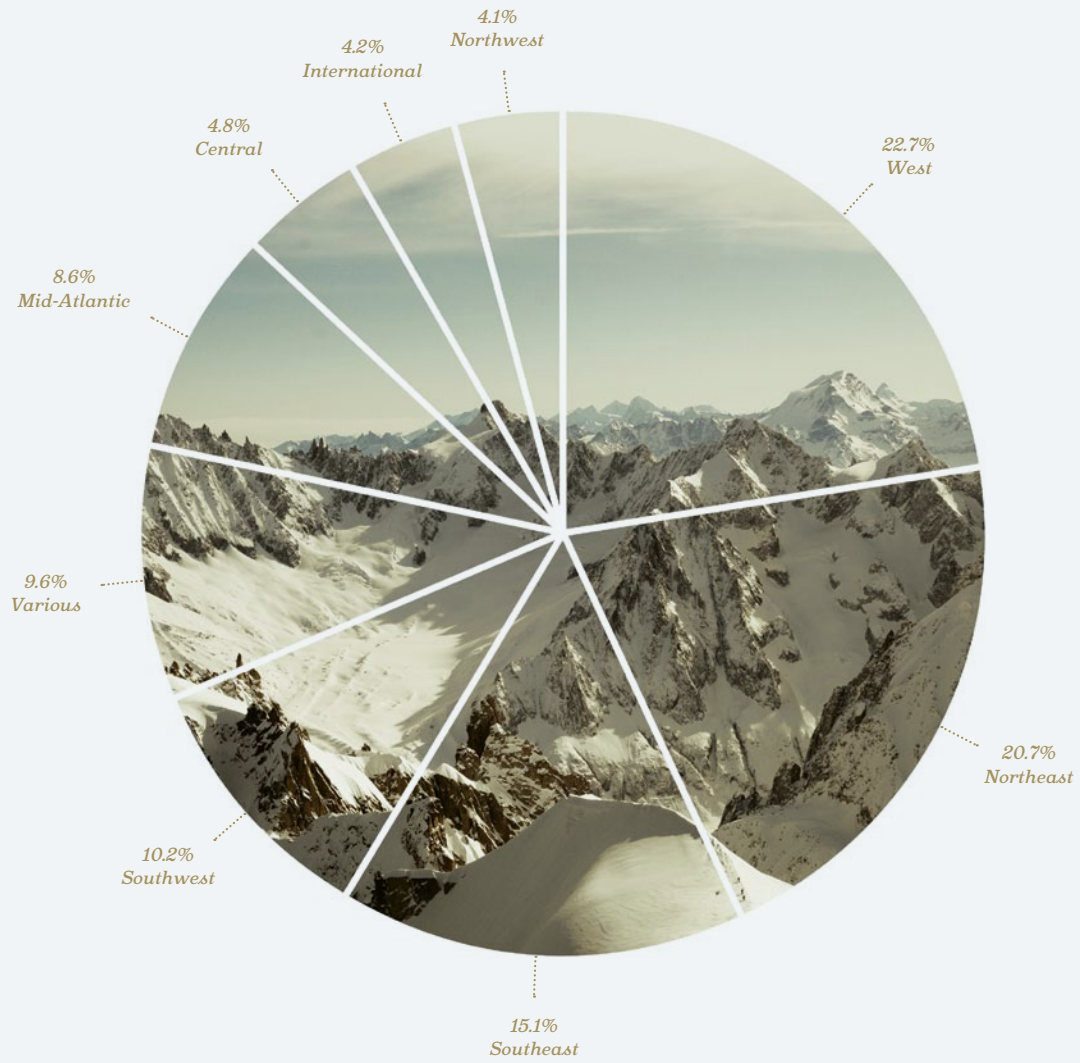 4.1%
Northwest
4.2%
International
4.8%
Central
22.7%
West
8.6%
Mid-Atlantic
9.6%
Various
20.7%
Northeast
10.2%
Southwest
15.1%
Southeast